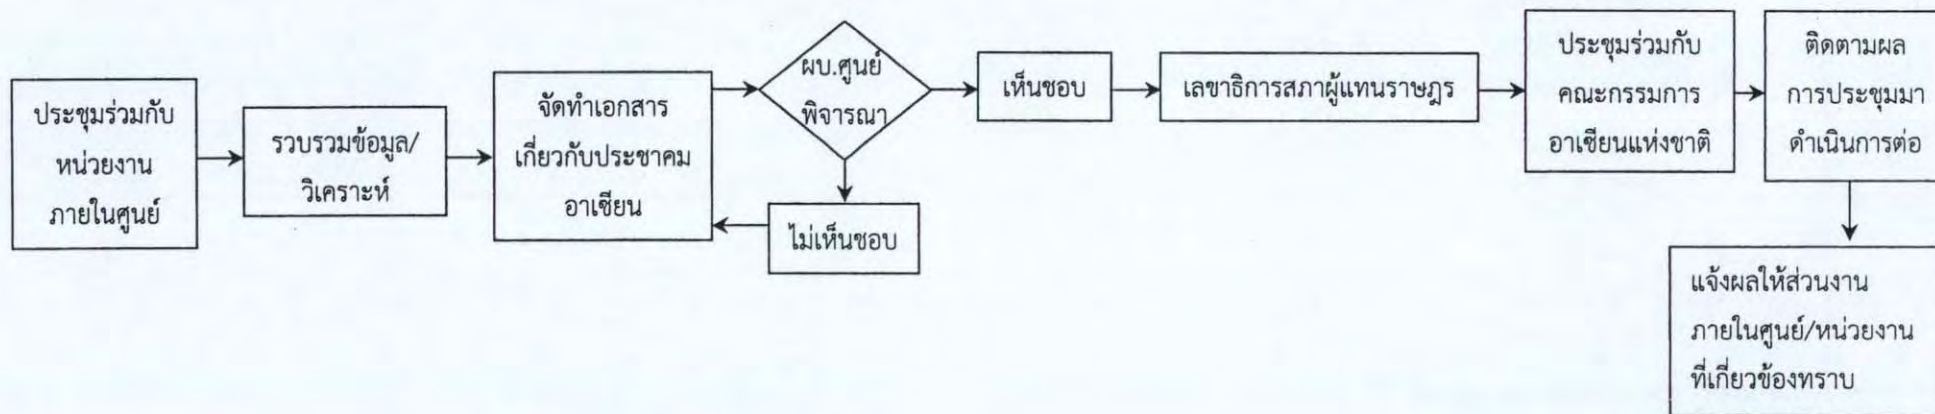 ประชุมร่วมกับ
หน่วยงาน
ภายในศูนย์
รวบรวมข้อมูล/
วิเคราะห์
จัดทำเอกสาร
เกี่ยวกับประชาคม
อาเซียน
ผบ.ศูนย์
พิจารณา
ไม่เห็นชอบ
เห็นชอบ
เลขาธิการสภาผู้แทนราษฎร
ประชุมร่วมกับ
คณะกรรมการ
อาเซียนแห่งชาติ
ติดตามผล
การประชุมมา
ดำเนินการต่อ
แจ้งผลให้ส่วนงาน
ภายในศูนย์/หน่วยงาน
ที่เกี่ยวข้องทราบ